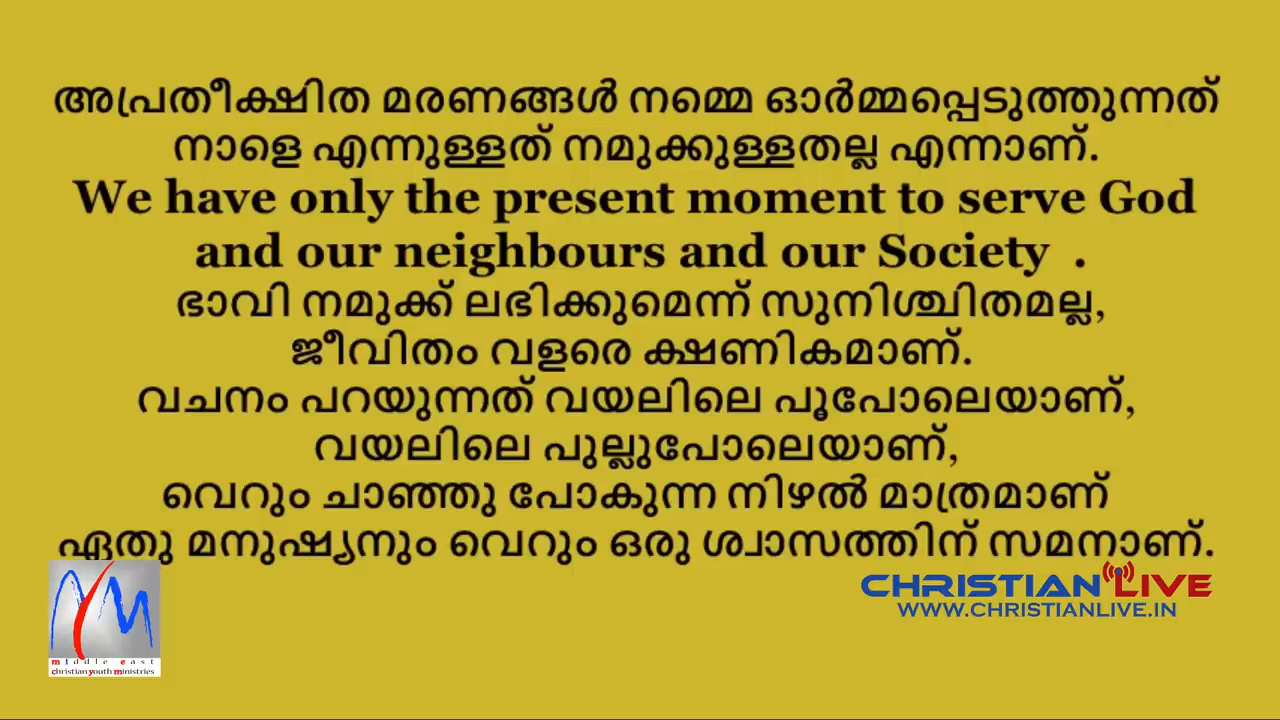 അപ്രതീക്ഷിത മരണങ്ങൾ നമ്മെ ഓർമ്മപ്പെടുത്തുന്നത്
നാളെ എന്നുള്ളത് നമുക്കുള്ളതല്ല എന്നാണ്.
We have only the present moment to serve God
and our neighbours and our Society .
ഭാവി നമുക്ക് ലഭിക്കുമെന്ന് സുനിശ്ചിതമല്ല,
ജീവിതം വളരെ ക്ഷണികമാണ്.
വചനം പറയുന്നത് വയലിലെ പൂപോലെയാണ്,
വയലിലെ പുല്ലുപോലെയാണ്,
വെറും ചാഞ്ഞു പോകുന്ന നിഴൽ മാത്രമാണ്
ഏതു മനുഷ്യനും വെറും ഒരു ശ്വാസത്തിന് സമനാണ്.
CHRISTIAN LIVE
WWW.CHRISTIANLIVE.IN
middle east
christian youth ministries